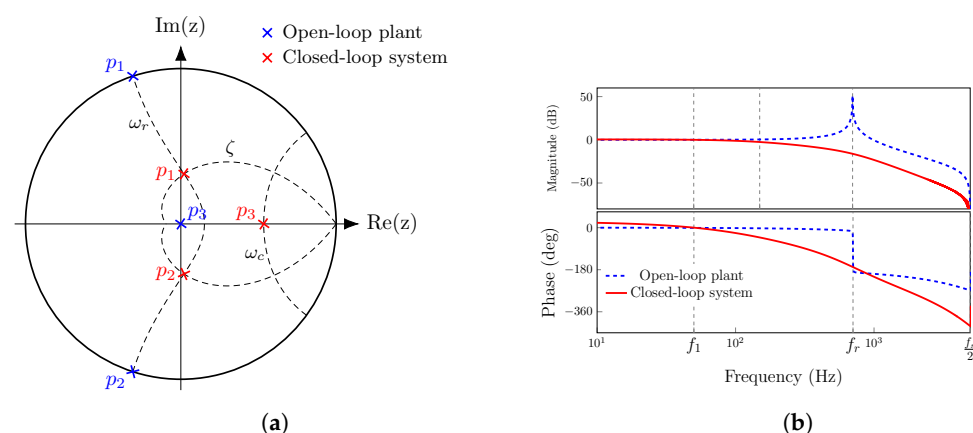 Im(z)
Open-loop plant
Closed-loop system
p1
ωr
ζ
p1
p3
p3
Re(z)
p2
ωc
p2
(a)
50
0
−50
Magnitude (dB)
0
−180
−360
Phase (deg)
Open-loop plant
Closed-loop system
10^1
f1
10^2
fr
10^3
Frequency (Hz)
(b)